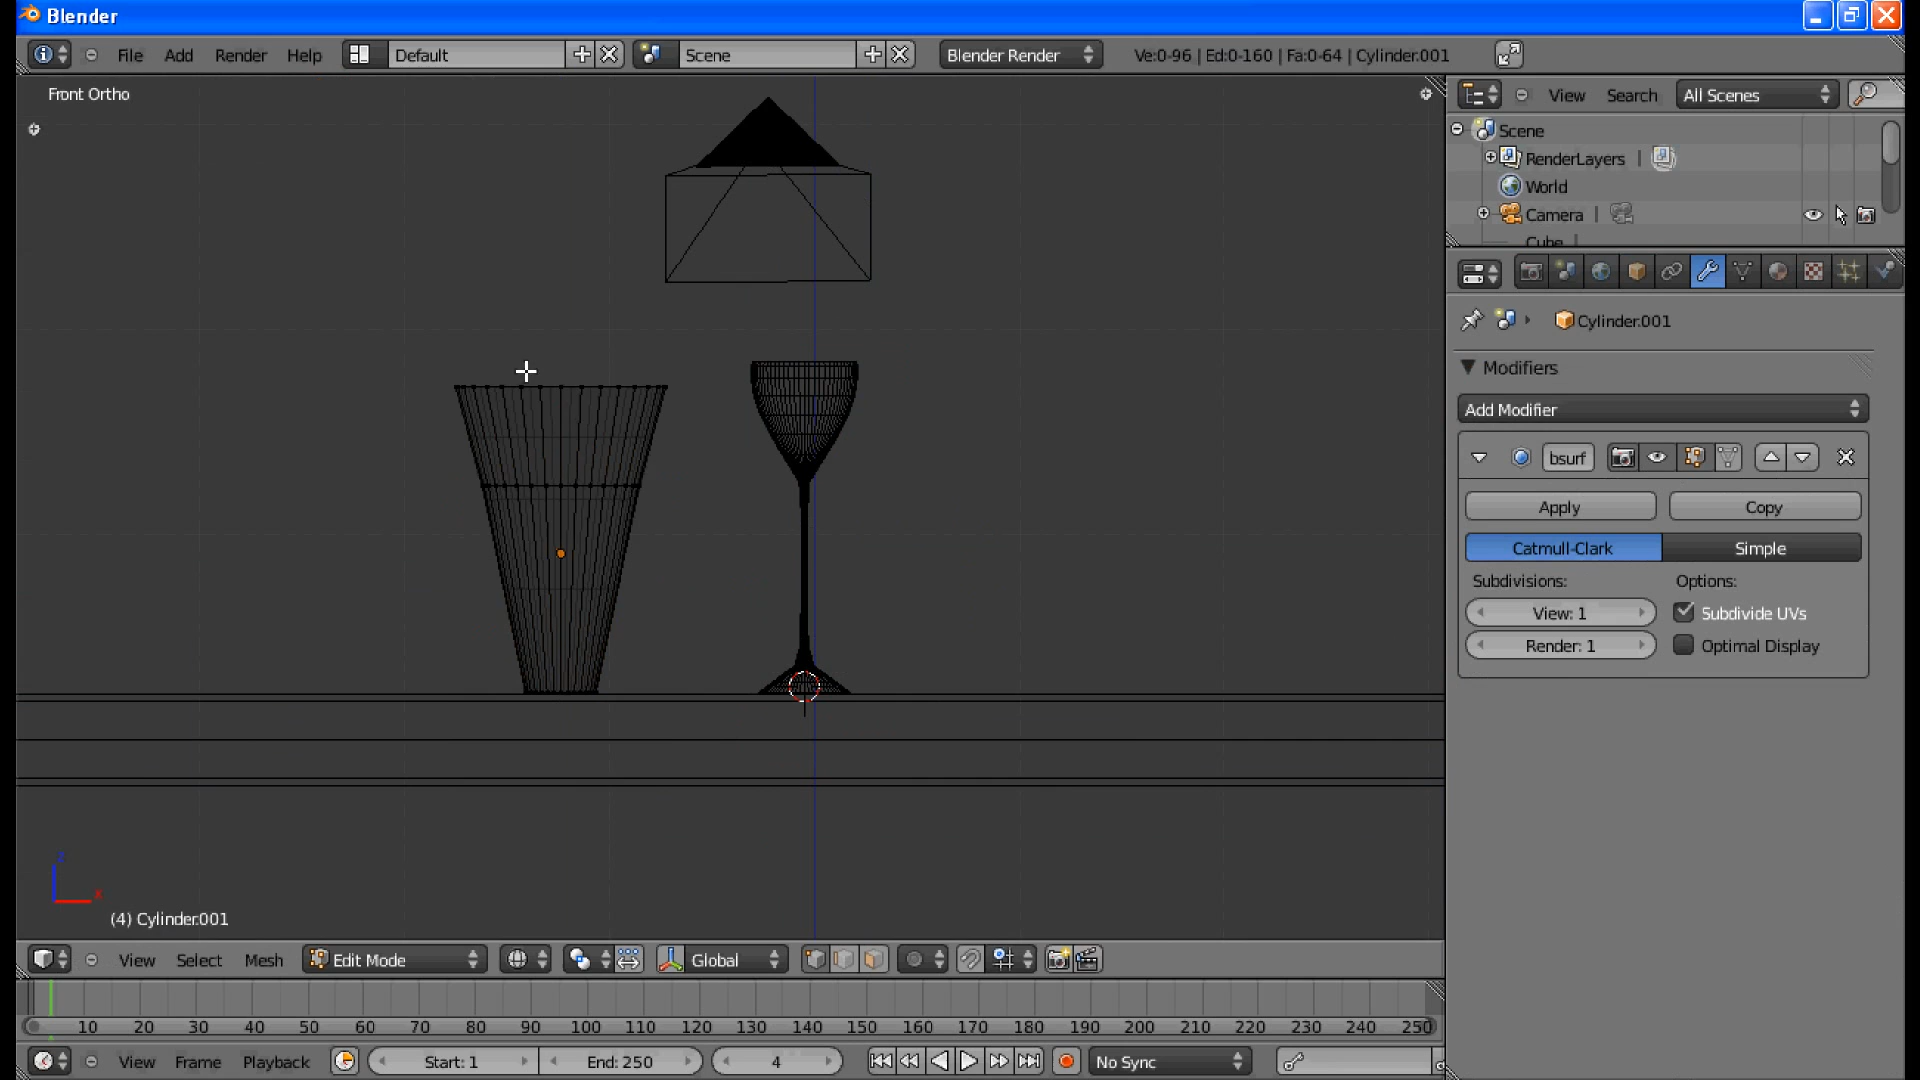 Blender
File Add Render Help Default Scene Blender Render Ve:0-96 | Ed:0-160 | Fa:0-64 | Cylinder.001
Front Ortho
View Search All Scenes
Scene
RenderLayers
World
Camera
Cube
Cylinder.001
Modifiers
Add Modifier
bsurf
Apply Copy
Catmull-Clark Simple
Subdivisions: Options:
View: 1 Subdivide UVs
Render: 1 Optimal Display
z
x
(4) Cylinder.001
View Select Mesh Edit Mode Global
10 20 30 40 50 60 70 80 90 100 110 120 130 140 150 160 170 180 190 200 210 220 230 240 250
View Frame Playback Start: 1 End: 250 4 No Sync